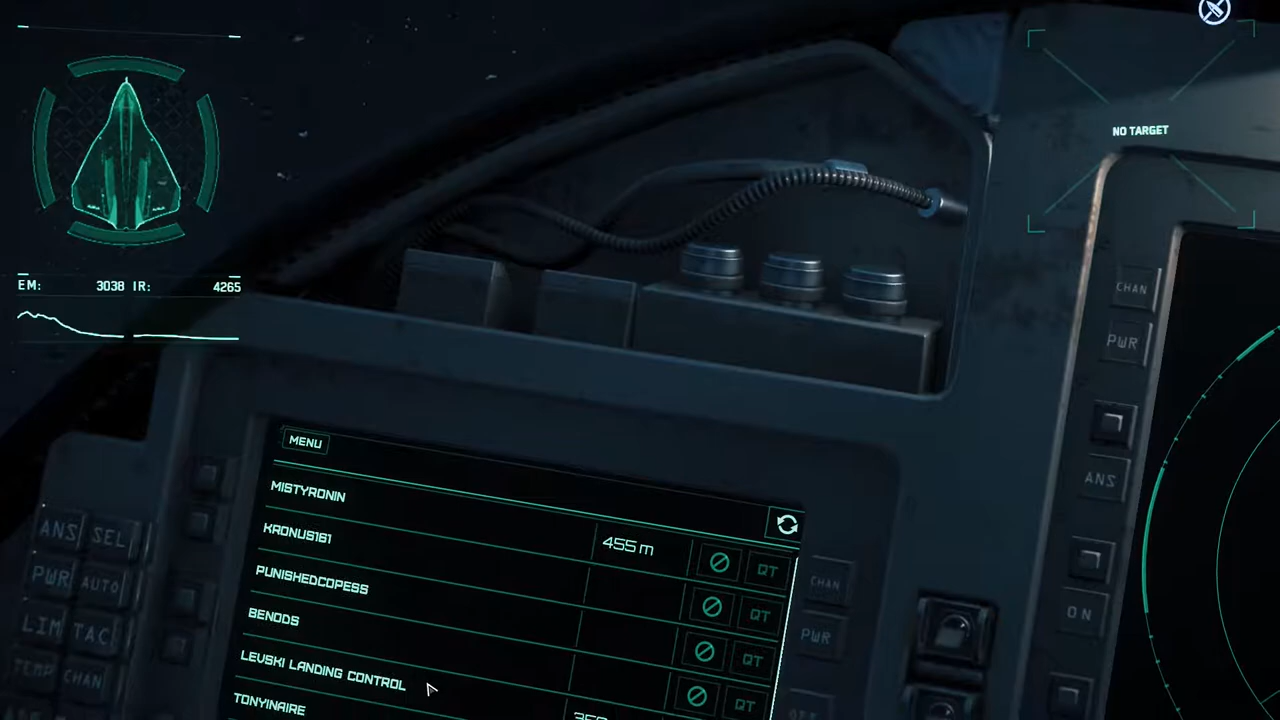 NO TARGET
EM: 3038 IR: 4265
CHAN
PWR
ANS
ON
MENU
MISTYRONIN
KRONUS161 455 m QT
PUNISHEDCOPESS QT
BENODS QT
LEVSKI LANDING CONTROL QT
TONYINAIRE
ANS SEL
PWR AUTO
LIM TAC
TEMP CHAN
CHAN
PWR